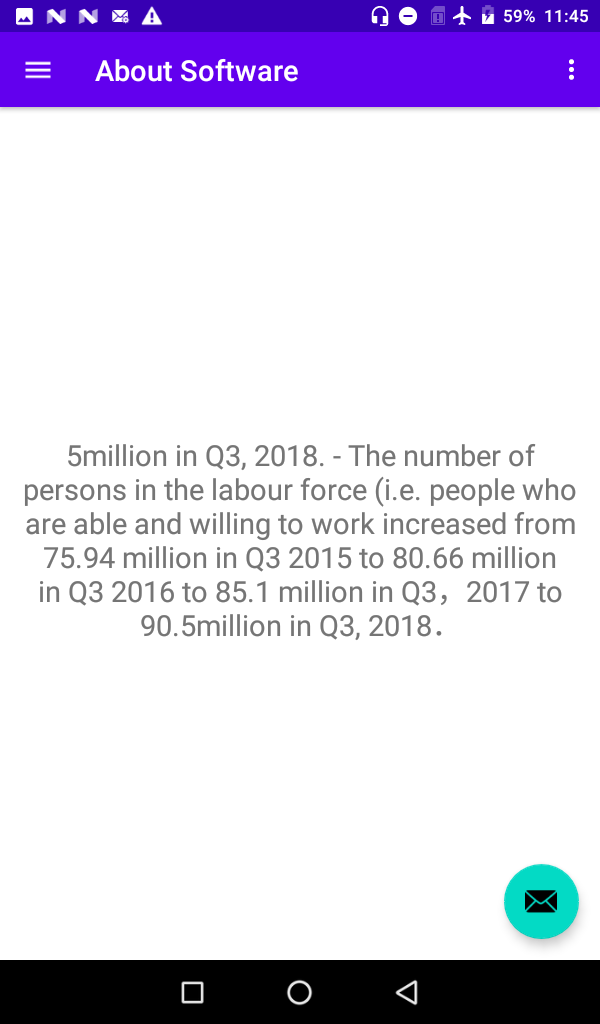 59% 11:45
About Software
5million in Q3, 2018. - The number of
persons in the labour force (i.e. people who
are able and willing to work increased from
75.94 million in Q3 2015 to 80.66 million
in Q3 2016 to 85.1 million in Q3，2017 to
90.5million in Q3, 2018．